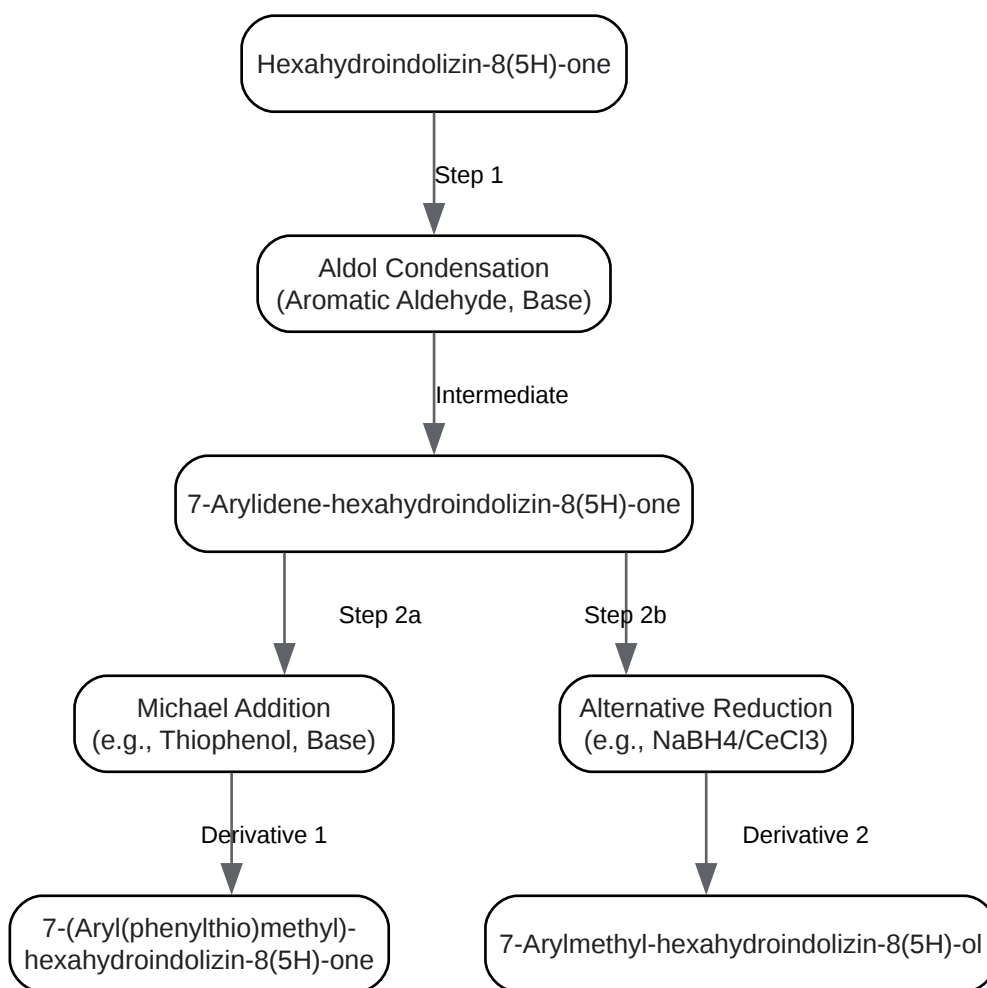 Hexahydroindolizin-8(5H)-one
Step 1
Aldol Condensation
(Aromatic Aldehyde, Base)
Intermediate
7-Arylidene-hexahydroindolizin-8(5H)-one
Step 2a
Step 2b
Michael Addition
(e.g., Thiophenol, Base)
Alternative Reduction
(e.g., NaBH4/CeCl3)
Derivative 1
Derivative 2
7-(Aryl(phenylthio)methyl)-
hexahydroindolizin-8(5H)-one
7-Arylmethyl-hexahydroindolizin-8(5H)-ol